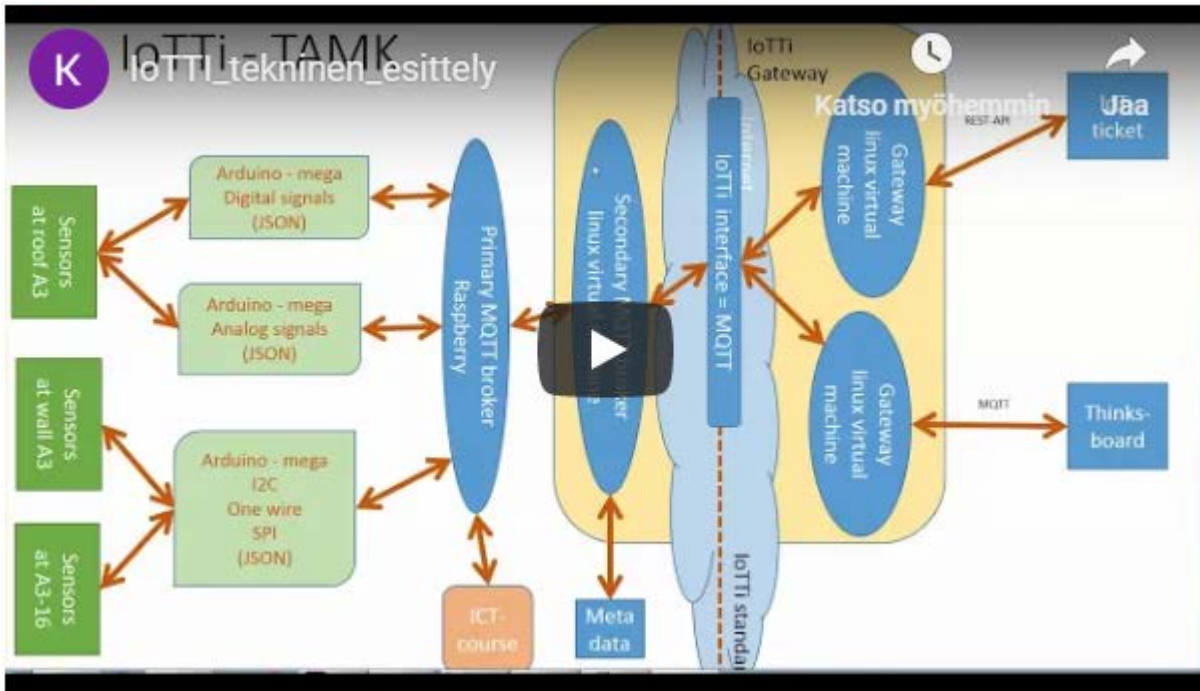 IoTTi - TAMK
K
IoTTI_tekninen_esittely
Katso myöhemmin
Jaa
IoTTi
Gateway
Internet
REST-API
ticket
Sensors
at roof A3
Arduino - mega
Digital signals
(JSON)
Arduino - mega
Analog signals
(JSON)
Sensors
at wall A3
Arduino - mega
I2C
One wire
SPI
(JSON)
Sensors
at A3-16
Primary MQTT broker
Raspberry
Secondary
linux
IoTTi interface = MQTT
Gateway
linux virtual
machine
Gateway
linux virtual
machine
MQTT
Thinks-
board
ICT-
course
Meta
data
IoTTi